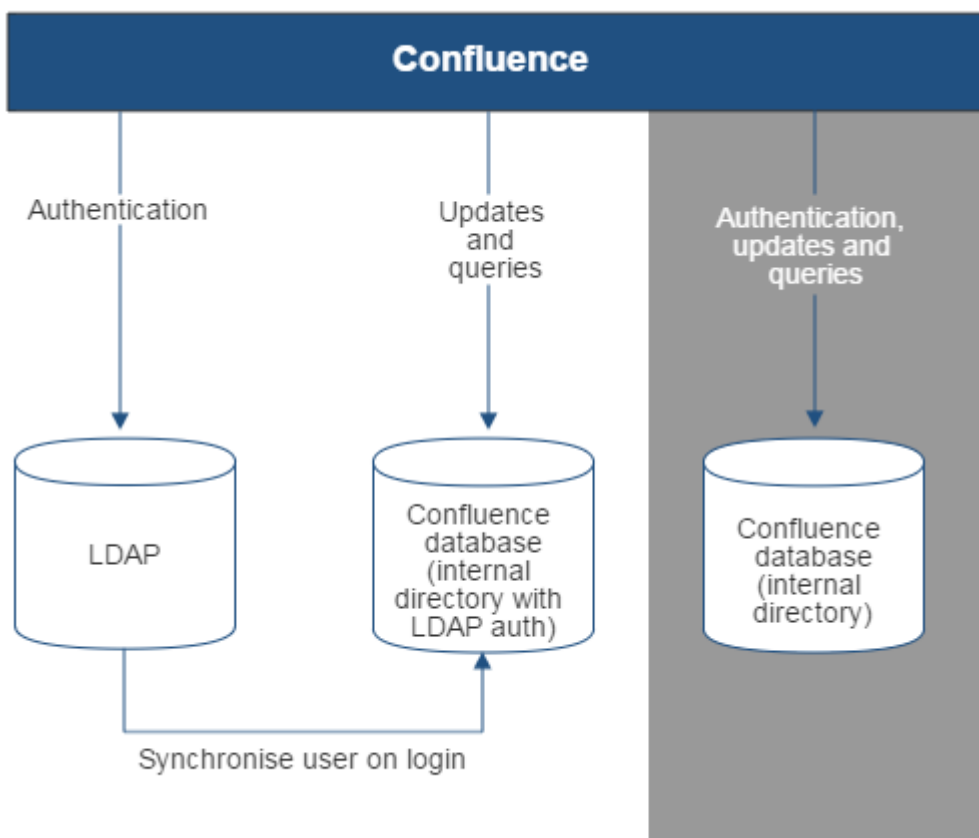 Confluence
Authentication
Updates
and
queries
Authentication,
updates and
queries
LDAP
Confluence
database
(internal
directory with
LDAP auth)
Confluence
database
(internal
directory)
Synchronise user on login